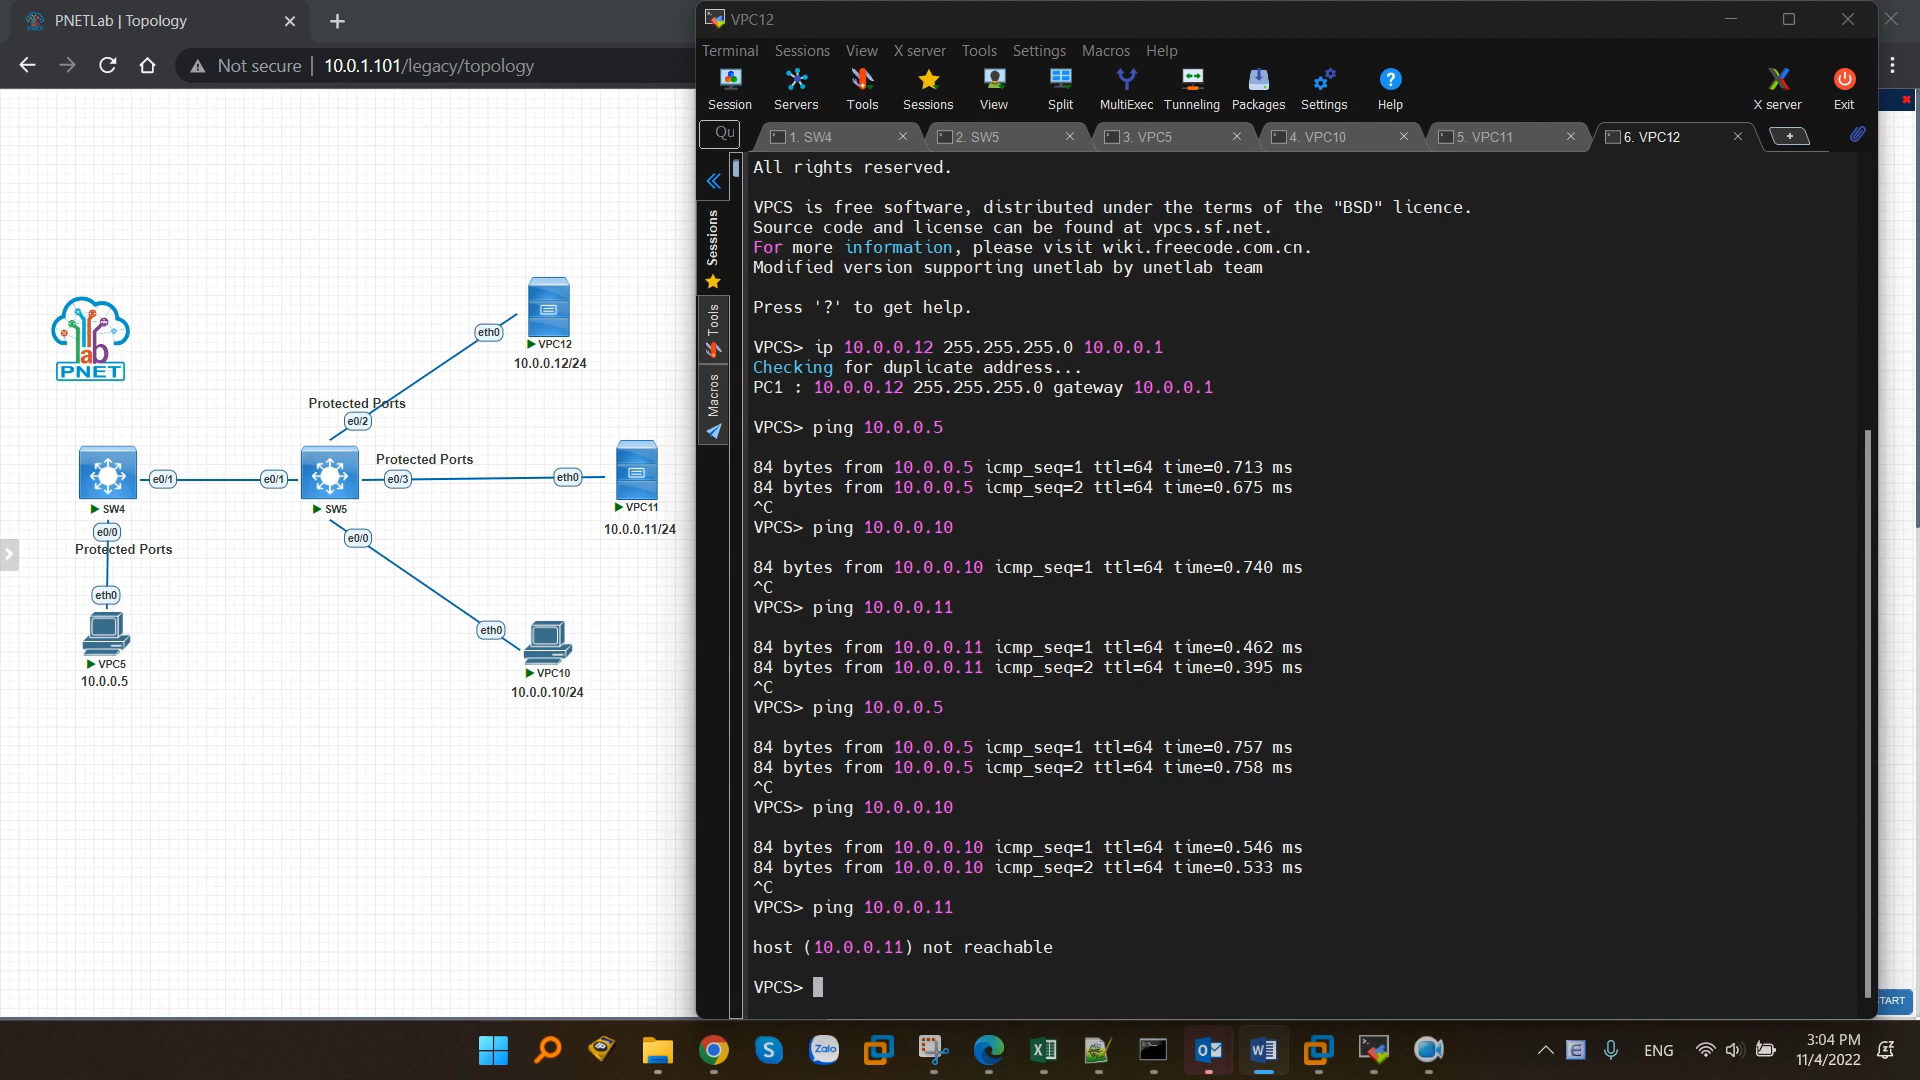 PNETLab | Topology
Not secure | 10.0.1.101/legacy/topology
VPC12
Terminal Sessions View X server Tools Settings Macros Help
Session Servers Tools Sessions View Split MultiExec Tunneling Packages Settings Help X server Exit
Qu
1. SW4
2. SW5
3. VPC5
4. VPC10
5. VPC11
6. VPC12
Sessions
Tools
Macros
All rights reserved.
VPCS is free software, distributed under the terms of the "BSD" licence.
Source code and license can be found at vpcs.sf.net.
For more information, please visit wiki.freecode.com.cn.
Modified version supporting unetlab by unetlab team
Press '?' to get help.
VPCS> ip 10.0.0.12 255.255.255.0 10.0.0.1
Checking for duplicate address...
PC1 : 10.0.0.12 255.255.255.0 gateway 10.0.0.1
VPCS> ping 10.0.0.5
84 bytes from 10.0.0.5 icmp_seq=1 ttl=64 time=0.713 ms
84 bytes from 10.0.0.5 icmp_seq=2 ttl=64 time=0.675 ms
^C
VPCS> ping 10.0.0.10
84 bytes from 10.0.0.10 icmp_seq=1 ttl=64 time=0.740 ms
^C
VPCS> ping 10.0.0.11
84 bytes from 10.0.0.11 icmp_seq=1 ttl=64 time=0.462 ms
84 bytes from 10.0.0.11 icmp_seq=2 ttl=64 time=0.395 ms
^C
VPCS> ping 10.0.0.5
84 bytes from 10.0.0.5 icmp_seq=1 ttl=64 time=0.757 ms
84 bytes from 10.0.0.5 icmp_seq=2 ttl=64 time=0.758 ms
^C
VPCS> ping 10.0.0.10
84 bytes from 10.0.0.10 icmp_seq=1 ttl=64 time=0.546 ms
84 bytes from 10.0.0.10 icmp_seq=2 ttl=64 time=0.533 ms
^C
VPCS> ping 10.0.0.11
host (10.0.0.11) not reachable
VPCS>
lab
PNET
eth0
VPC12
10.0.0.12/24
Protected Ports
e0/2
Protected Ports
e0/1
e0/1
e0/3
eth0
SW4
SW5
VPC11
10.0.0.11/24
e0/0
Protected Ports
e0/0
eth0
VPC5
10.0.0.5
eth0
VPC10
10.0.0.10/24
TART
Zalo
ENG
3:04 PM
11/4/2022